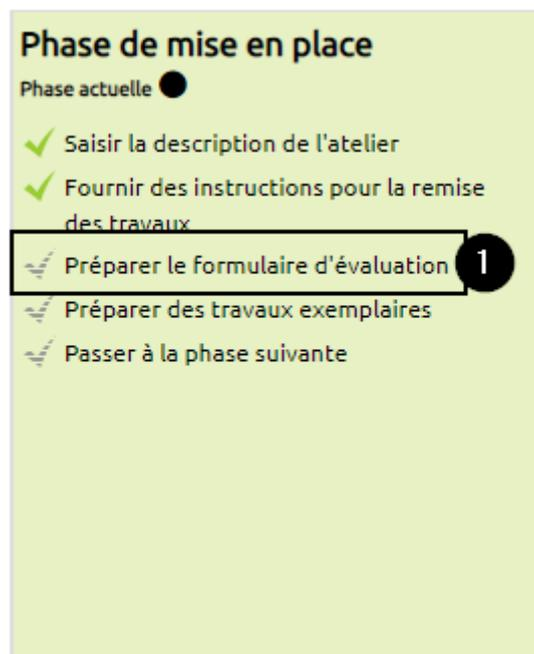 Phase de mise en place
Phase actuelle
Saisir la description de l'atelier
Fournir des instructions pour la remise
des travaux
Préparer le formulaire d'évaluation 1
Préparer des travaux exemplaires
Passer à la phase suivante